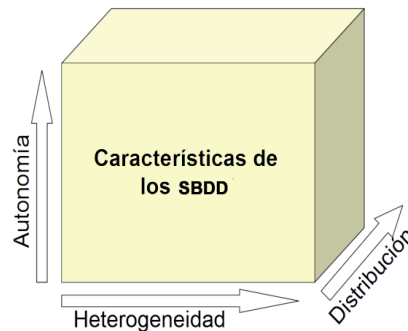 Características de
los SBDD
Autonomía
Heterogeneidad
Distribución